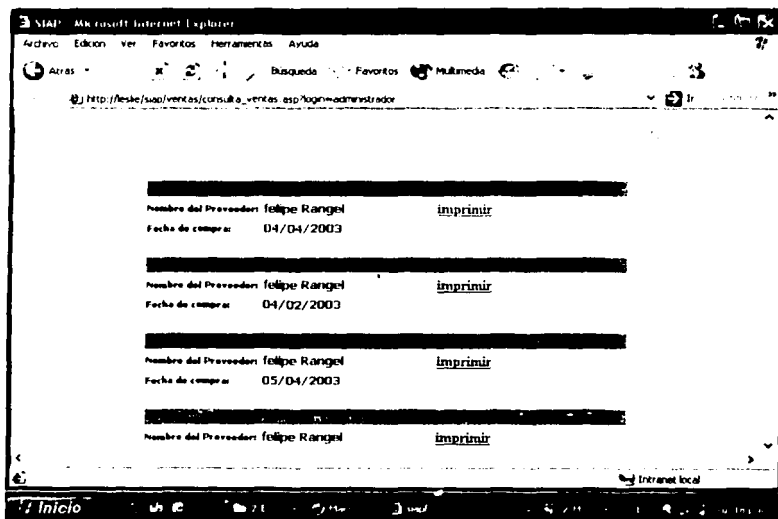 SIAP - Microsoft Internet Explorer
Archivo Edicion Ver Favoritos Herramientas Ayuda
Atras Búsqueda Favoritos Multimedia
http://leske/siap/ventas/consulta_ventas.asp?login=administrador Ir
Nombre del Proveedor: felipe Rangel imprimir
Fecha de compra: 04/04/2003
Nombre del Proveedor: felipe Rangel imprimir
Fecha de compra: 04/02/2003
Nombre del Proveedor: felipe Rangel imprimir
Fecha de compra: 05/04/2003
Nombre del Proveedor: felipe Rangel imprimir
Intranet local
Inicio